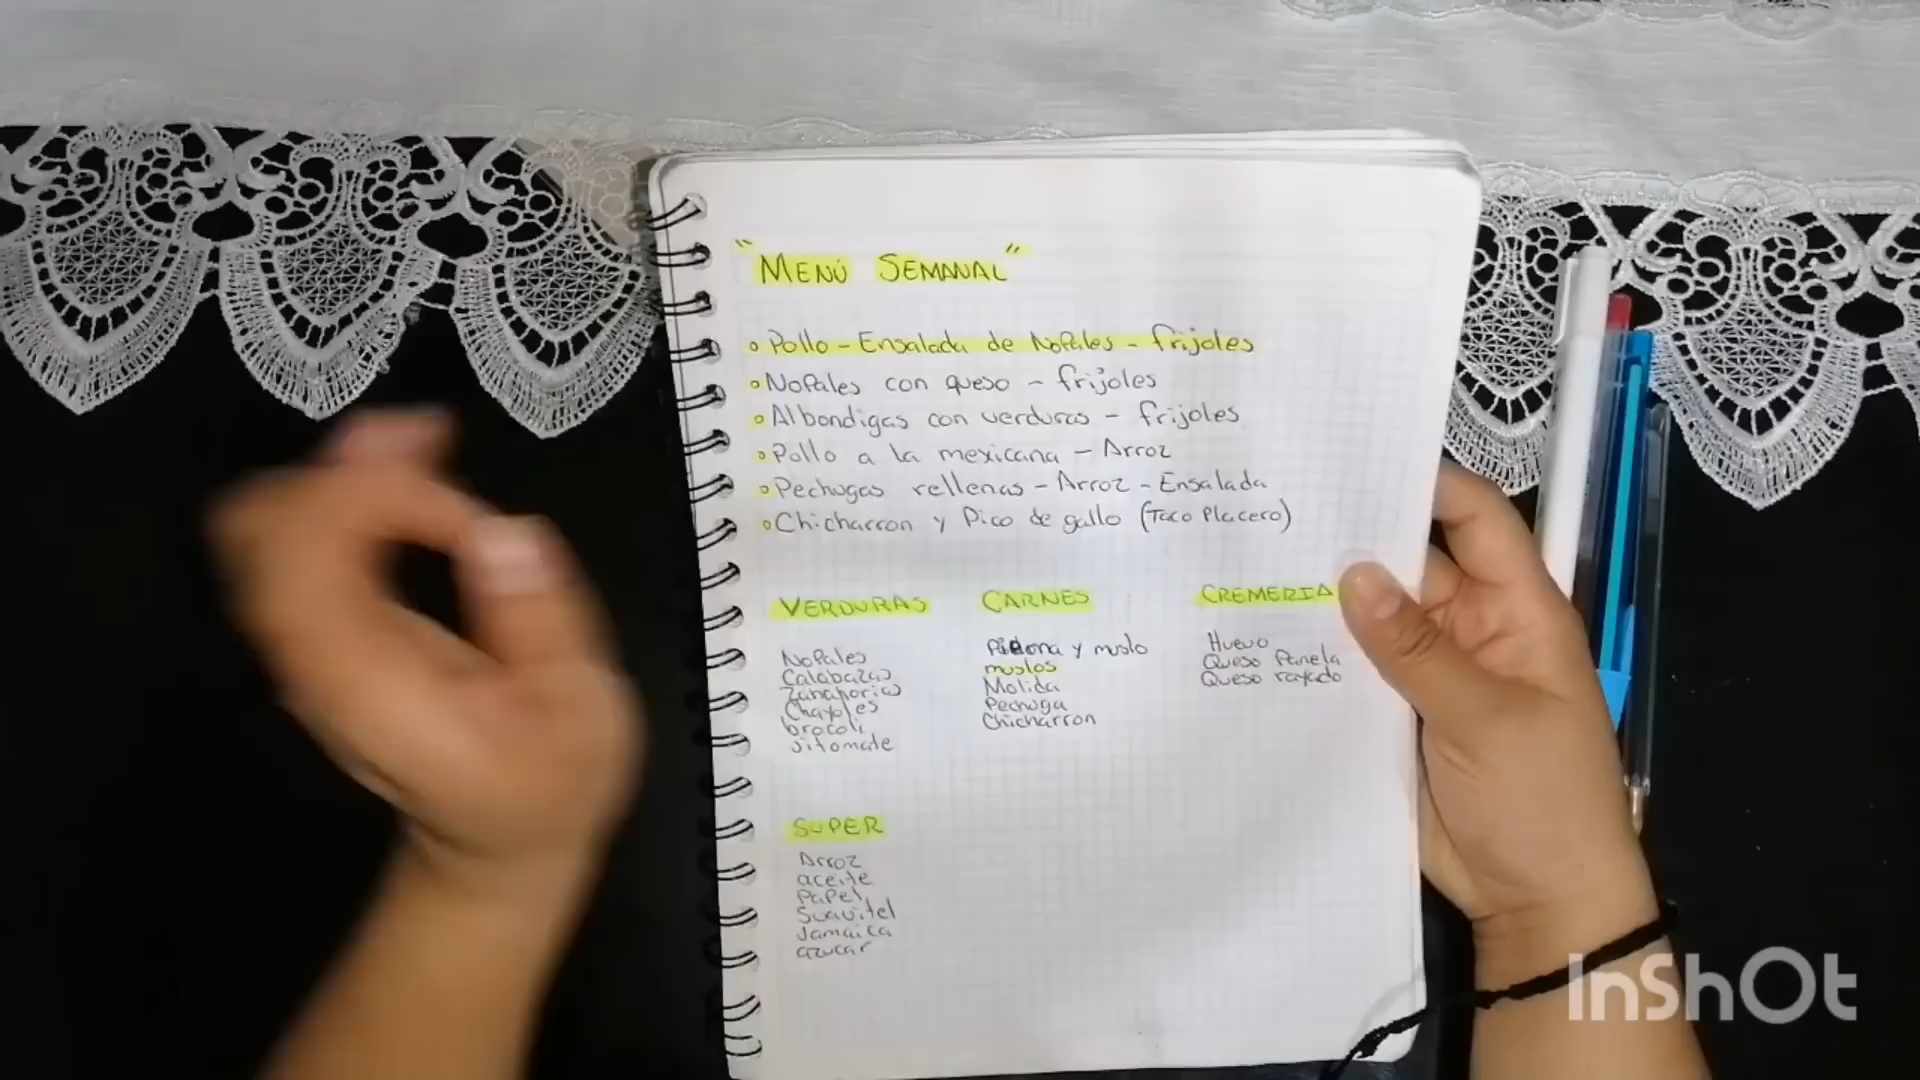 "MENÚ SEMANAL"
Pollo - Ensalada de Nopales - frijoles
Nopales con queso - frijoles
Albondigas con verduras - frijoles
Pollo a la mexicana - Arroz
Pechugas rellenas - Arroz - Ensalada
Chicharron y Pico de gallo (Taco Placero)
VERDURAS
Nopales
Calabazas
Zanahorias
Chayotes
brocoli
Jitomate
CARNES
y muslo
muslos
Molida
Pechuga
Chicharron
CREMERIA
Huevo
Queso Panela
Queso rayado
SUPER
Arroz
aceite
Papel
Suavitel
Jamaica
azucar
InShOt